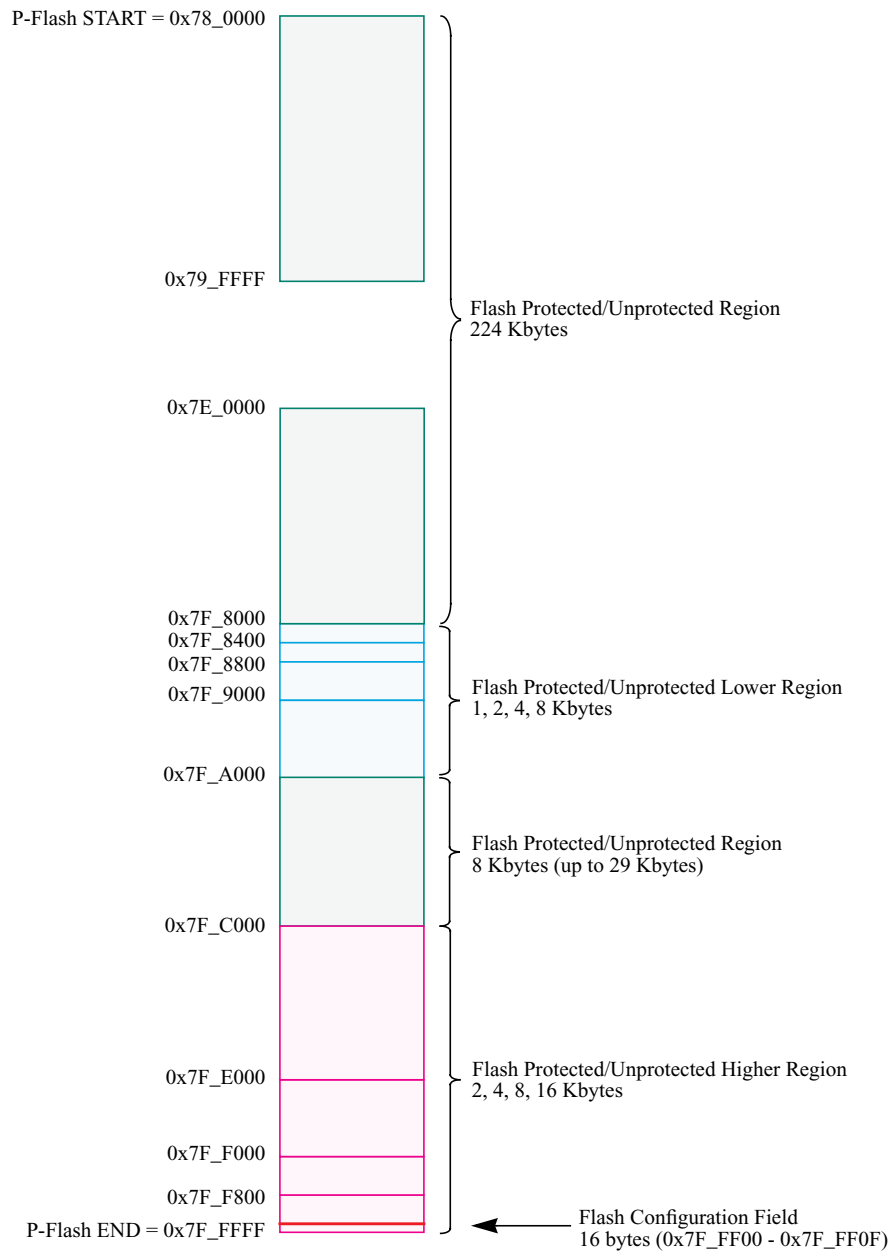 P-Flash START = 0x78_0000
0x79_FFFF
Flash Protected/Unprotected Region
224 Kbytes
0x7E_0000
0x7F_8000
0x7F_8400
0x7F_8800
0x7F_9000
Flash Protected/Unprotected Lower Region
1, 2, 4, 8 Kbytes
0x7F_A000
Flash Protected/Unprotected Region
8 Kbytes (up to 29 Kbytes)
0x7F_C000
Flash Protected/Unprotected Higher Region
2, 4, 8, 16 Kbytes
0x7F_E000
0x7F_F000
0x7F_F800
P-Flash END = 0x7F_FFFF
Flash Configuration Field
16 bytes (0x7F_FF00 - 0x7F_FF0F)